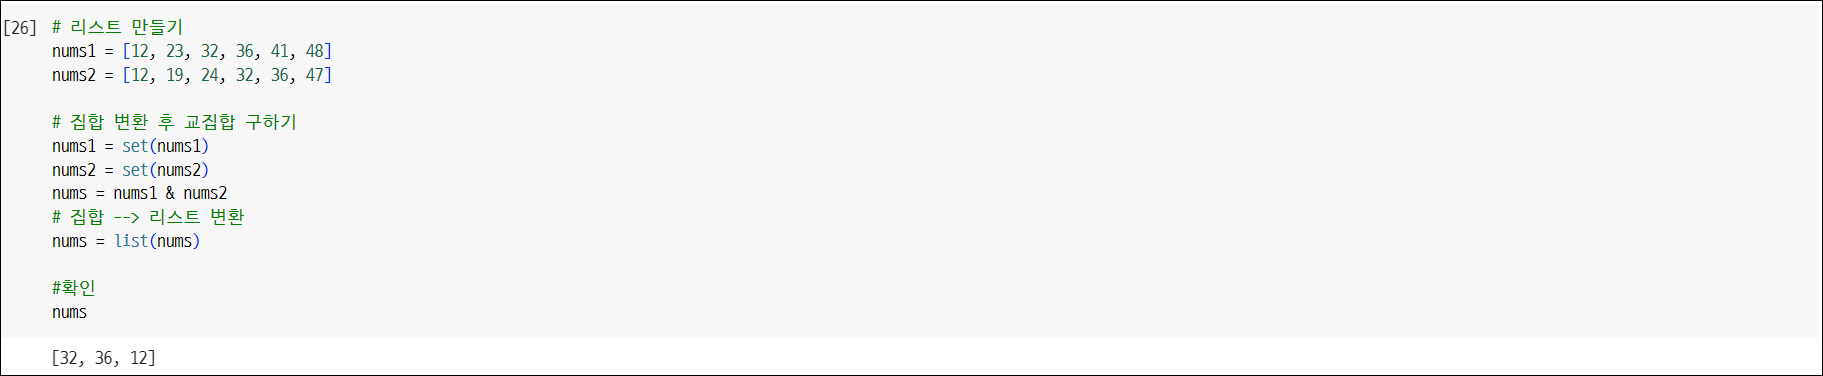 [26] # 리스트 만들기
nums1 = [12, 23, 32, 36, 41, 48]
nums2 = [12, 19, 24, 32, 36, 47]
# 집합 변환 후 교집합 구하기
nums1 = set(nums1)
nums2 = set(nums2)
nums = nums1 & nums2
# 집합 --> 리스트 변환
nums = list(nums)
#확인
nums
[32, 36, 12]